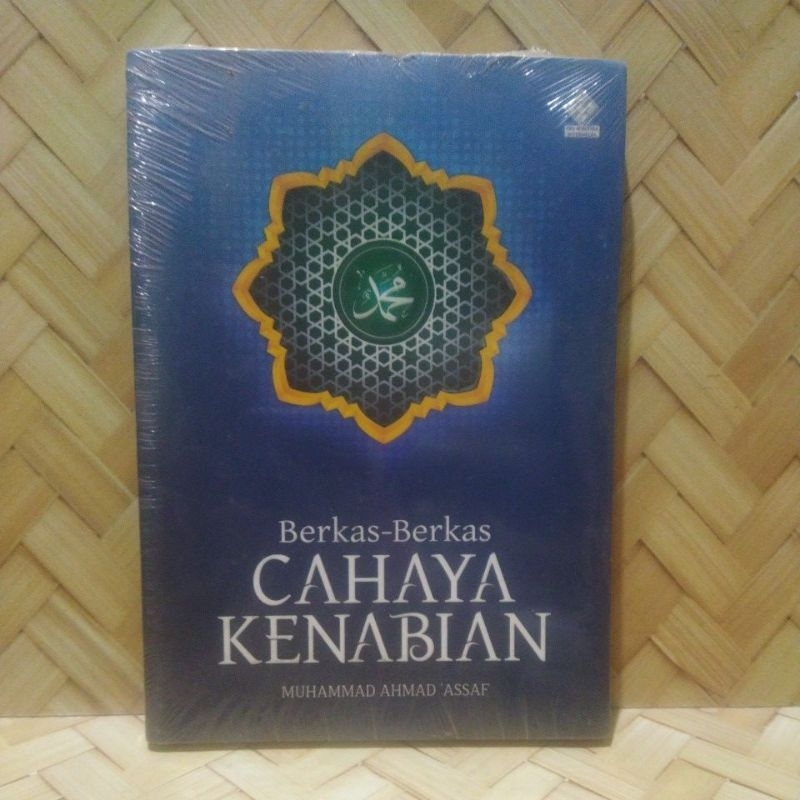 محمد
Berkas-Berkas
CAHAYA
KENABIAN
MUHAMMAD AHMAD 'ASSAF